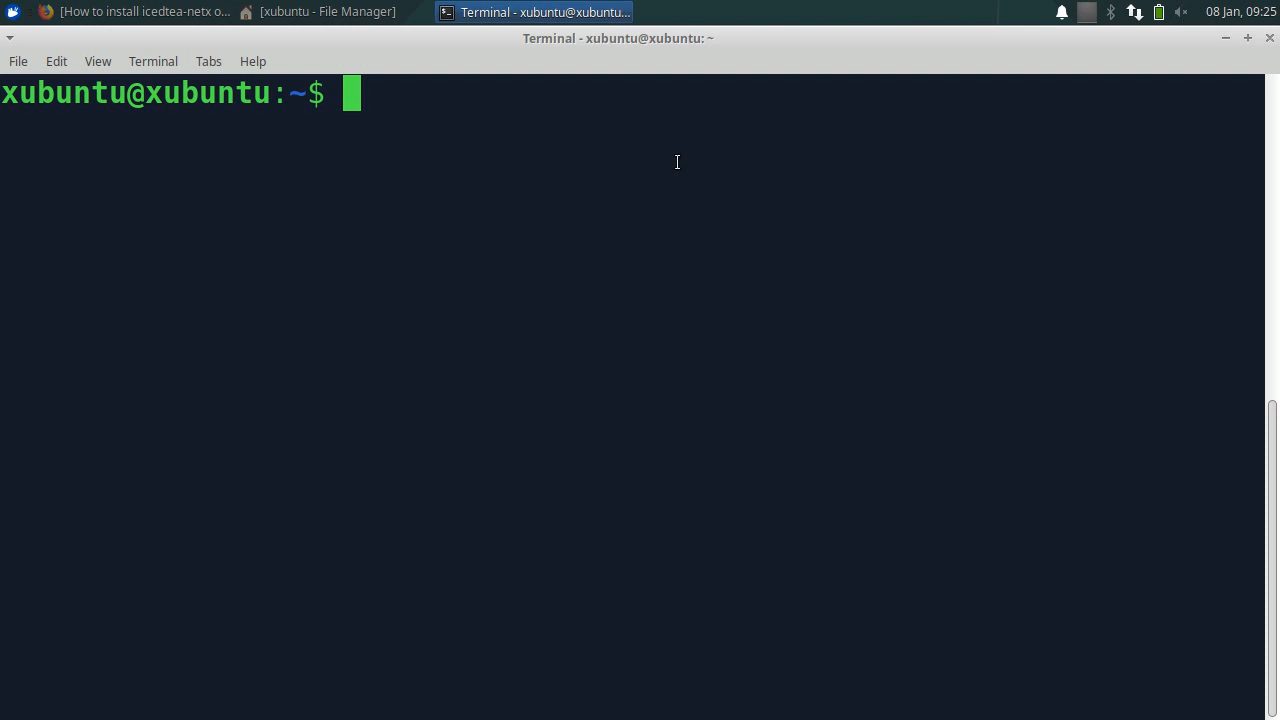 [How to install icedtea-netx o... [xubuntu - File Manager] Terminal - xubuntu@xubuntu... 08 Jan, 09:25
Terminal - xubuntu@xubuntu: ~
File Edit View Terminal Tabs Help
xubuntu@xubuntu:~$